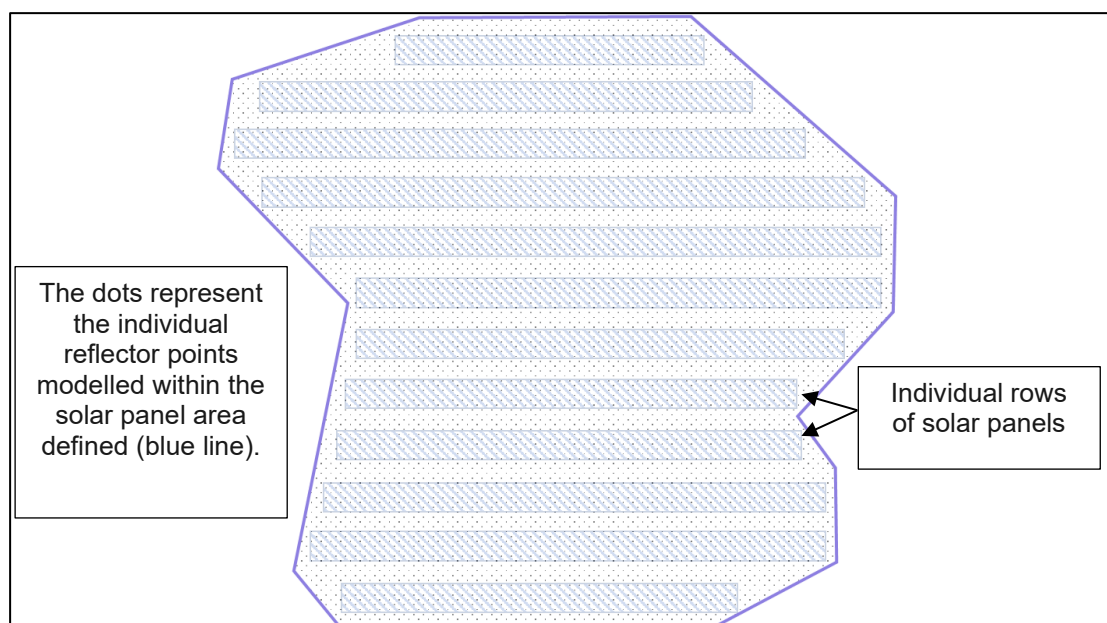 The dots represent
the individual
reflector points
modelled within the
solar panel area
defined (blue line).
Individual rows
of solar panels